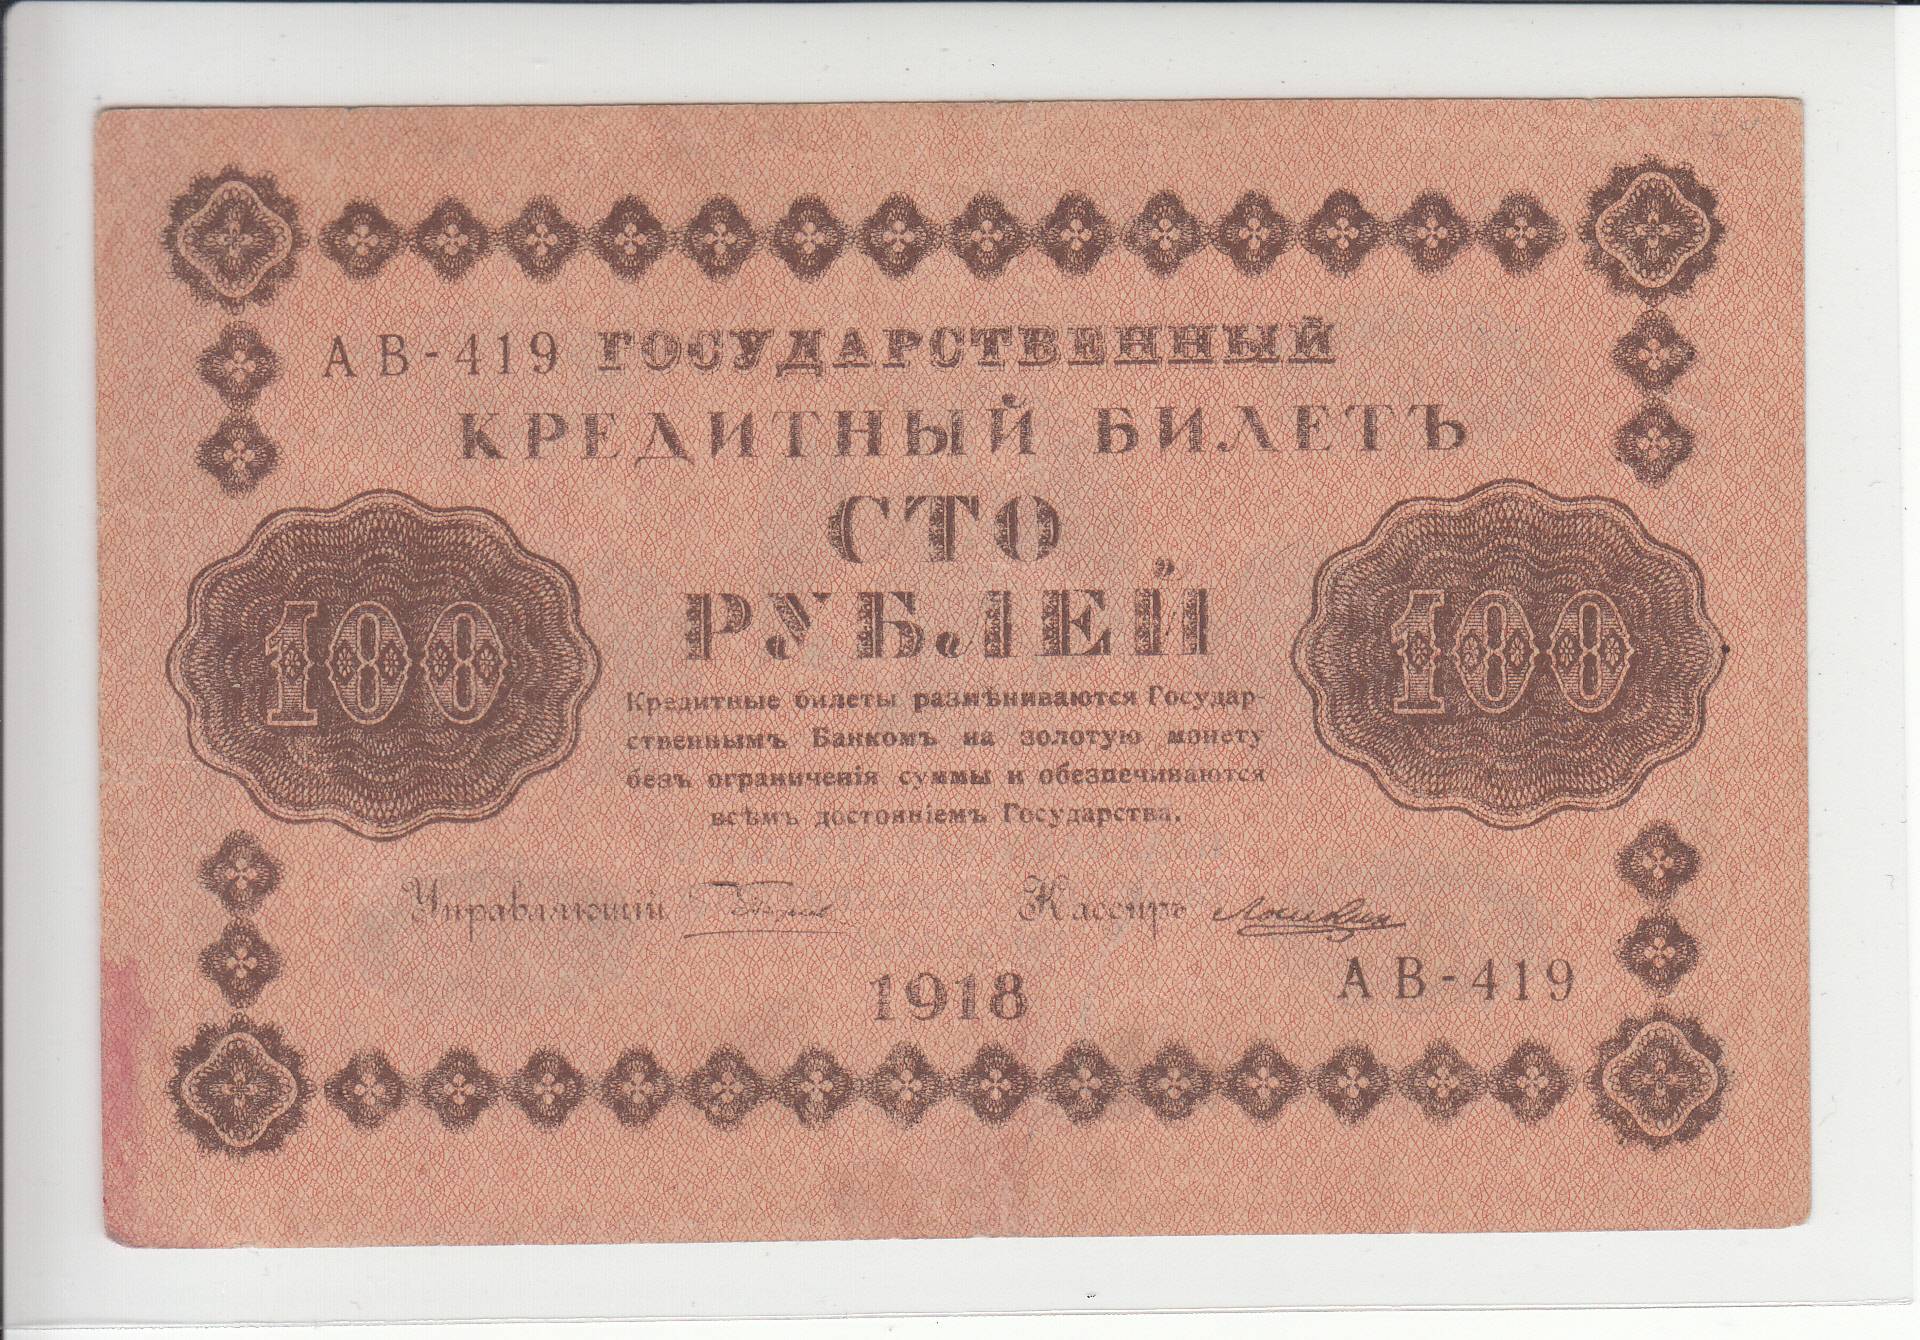 АВ-419 ГОСУДАРСТВЕННЫЙ
КРЕДИТНЫЙ БИЛЕТЪ
СТО
РУБЛЕЙ
100
100
Кредитные билеты размѣниваются Государ-
ственнымъ Банкомъ на золотую монету
безъ ограниченія суммы и обезпечиваются
всѣмъ достояніемъ Государства.
Управляющій
Кассиръ
1918
АВ-419